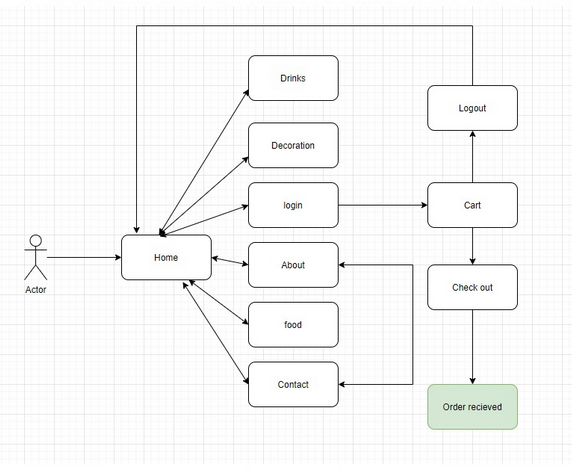 Drinks
Logout
Decoration
login
Cart
Home
About
Actor
Check out
food
Contact
Order recieved